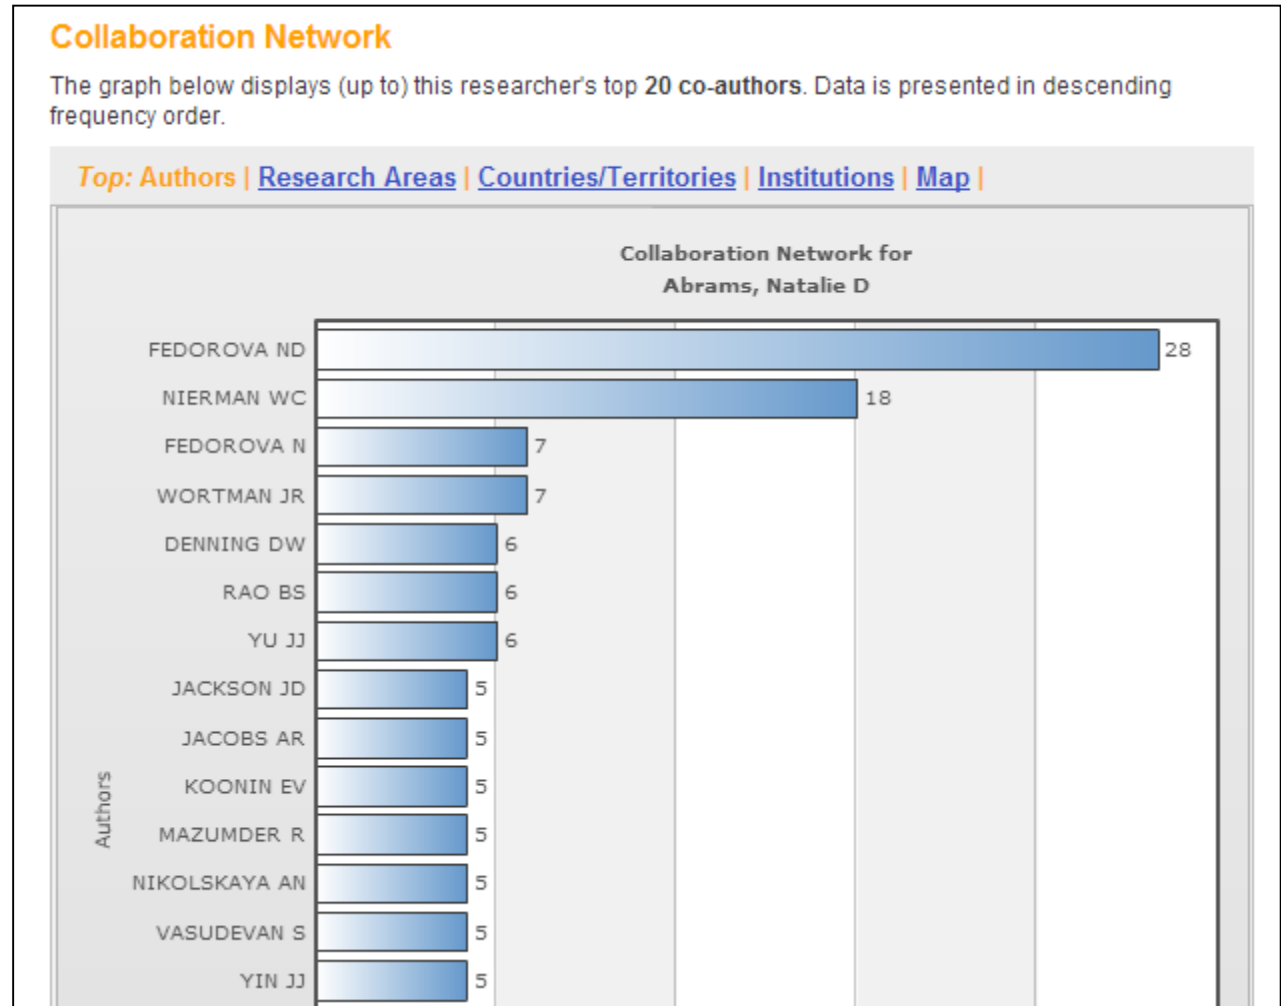 Collaboration Network
The graph below displays (up to) this researcher's top 20 co-authors. Data is presented in descending
frequency order.
Top: Authors | Research Areas | Countries/Territories | Institutions | Map |
Collaboration Network for
Abrams, Natalie D
FEDOROVA ND 28
NIERMAN WC 18
FEDOROVA N 7
WORTMAN JR 7
DENNING DW 6
RAO BS 6
YU JJ 6
JACKSON JD 5
JACOBS AR 5
KOONIN EV 5
MAZUMDER R 5
NIKOLSKAYA AN 5
VASUDEVAN S 5
YIN JJ 5
Authors